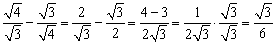 √4/√3 − √3/√4 = 2/√3 − √3/2 = (4 − 3)/(2√3) = 1/(2√3) · √3/√3 = √3/6